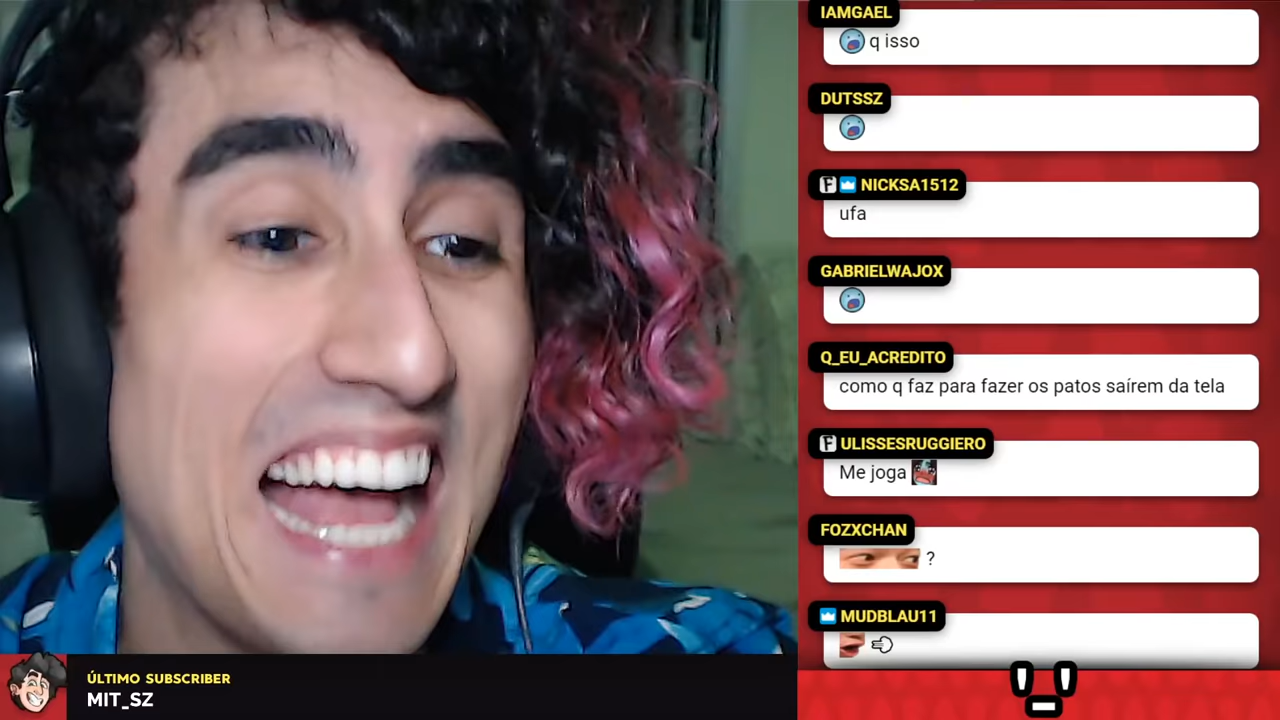 IAMGAEL
q isso
DUTSSZ
F NICKSA1512
ufa
GABRIELWAJOX
Q_EU_ACREDITO
como q faz para fazer os patos saírem da tela
F ULISSESRUGGIERO
Me joga
FOZXCHAN
?
MUDBLAU11
ÚLTIMO SUBSCRIBER
MIT_SZ